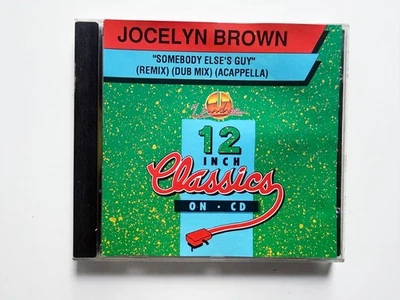 JOCELYN BROWN
"SOMEBODY ELSE'S GUY"
(REMIX) (DUB MIX) (ACAPPELLA)
12
INCH
Classics
ON • CD